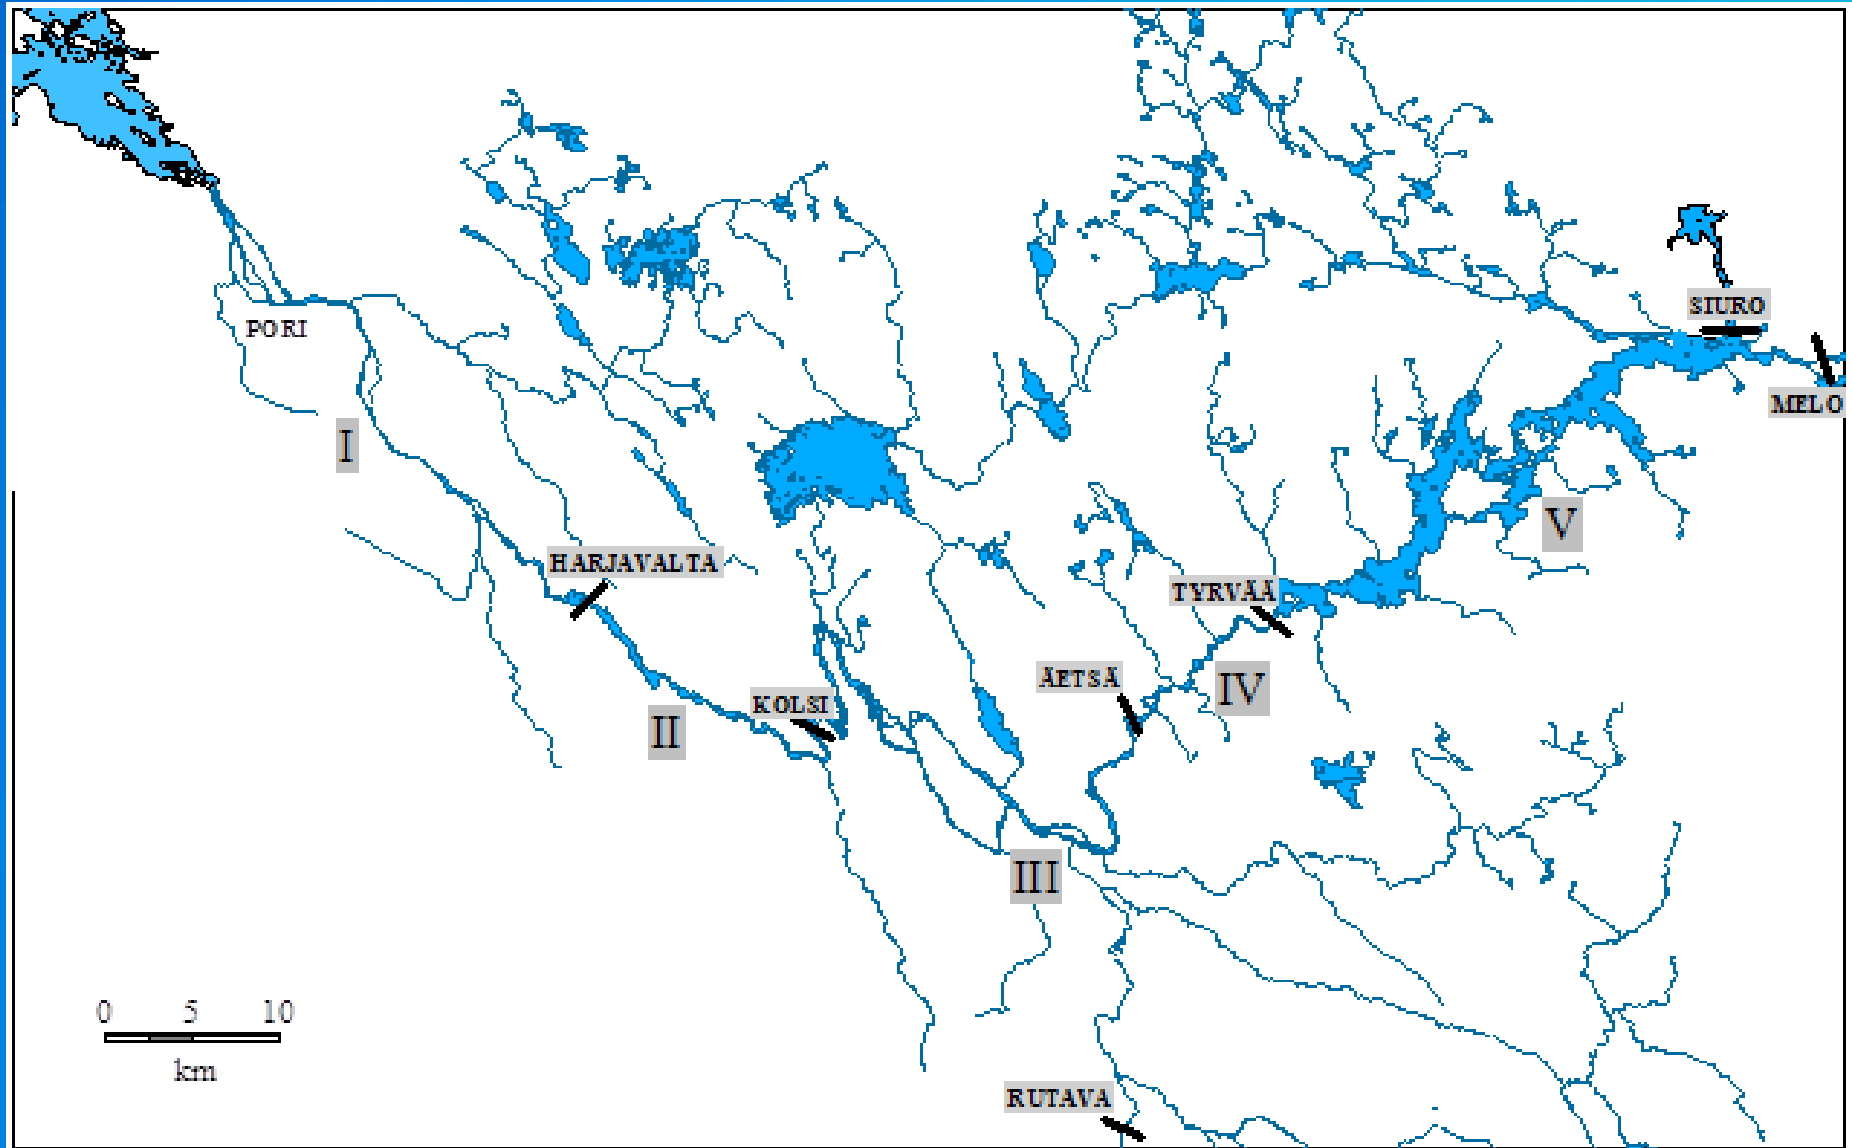 SIURO
PORI
MELO
I
V
HARJAVALTA
TYRVÄÄ
ÄETSÄ
IV
KOLSI
II
III
0 5 10
km
RUTAVA